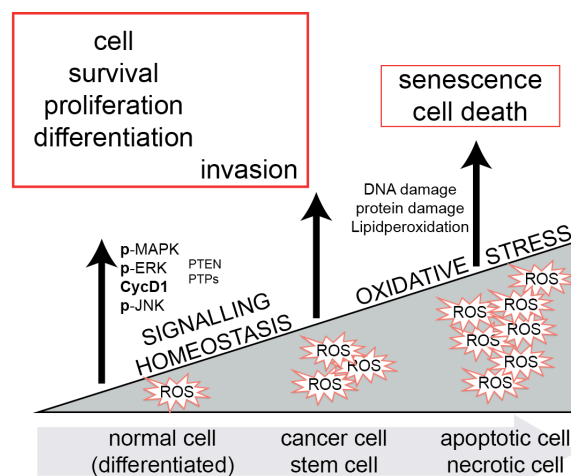 cell
survival
proliferation
differentiation
invasion
senescence
cell death
DNA damage
protein damage
Lipidperoxidation
p-MAPK
p-ERK
CycD1
p-JNK
PTEN
PTPs
SIGNALLING
HOMEOSTASIS
OXIDATIVE STRESS
ROS
ROS
ROS
ROS
ROS
ROS
ROS
ROS
ROS
ROS
ROS
normal cell
(differentiated)
cancer cell
stem cell
apoptotic cell
necrotic cell